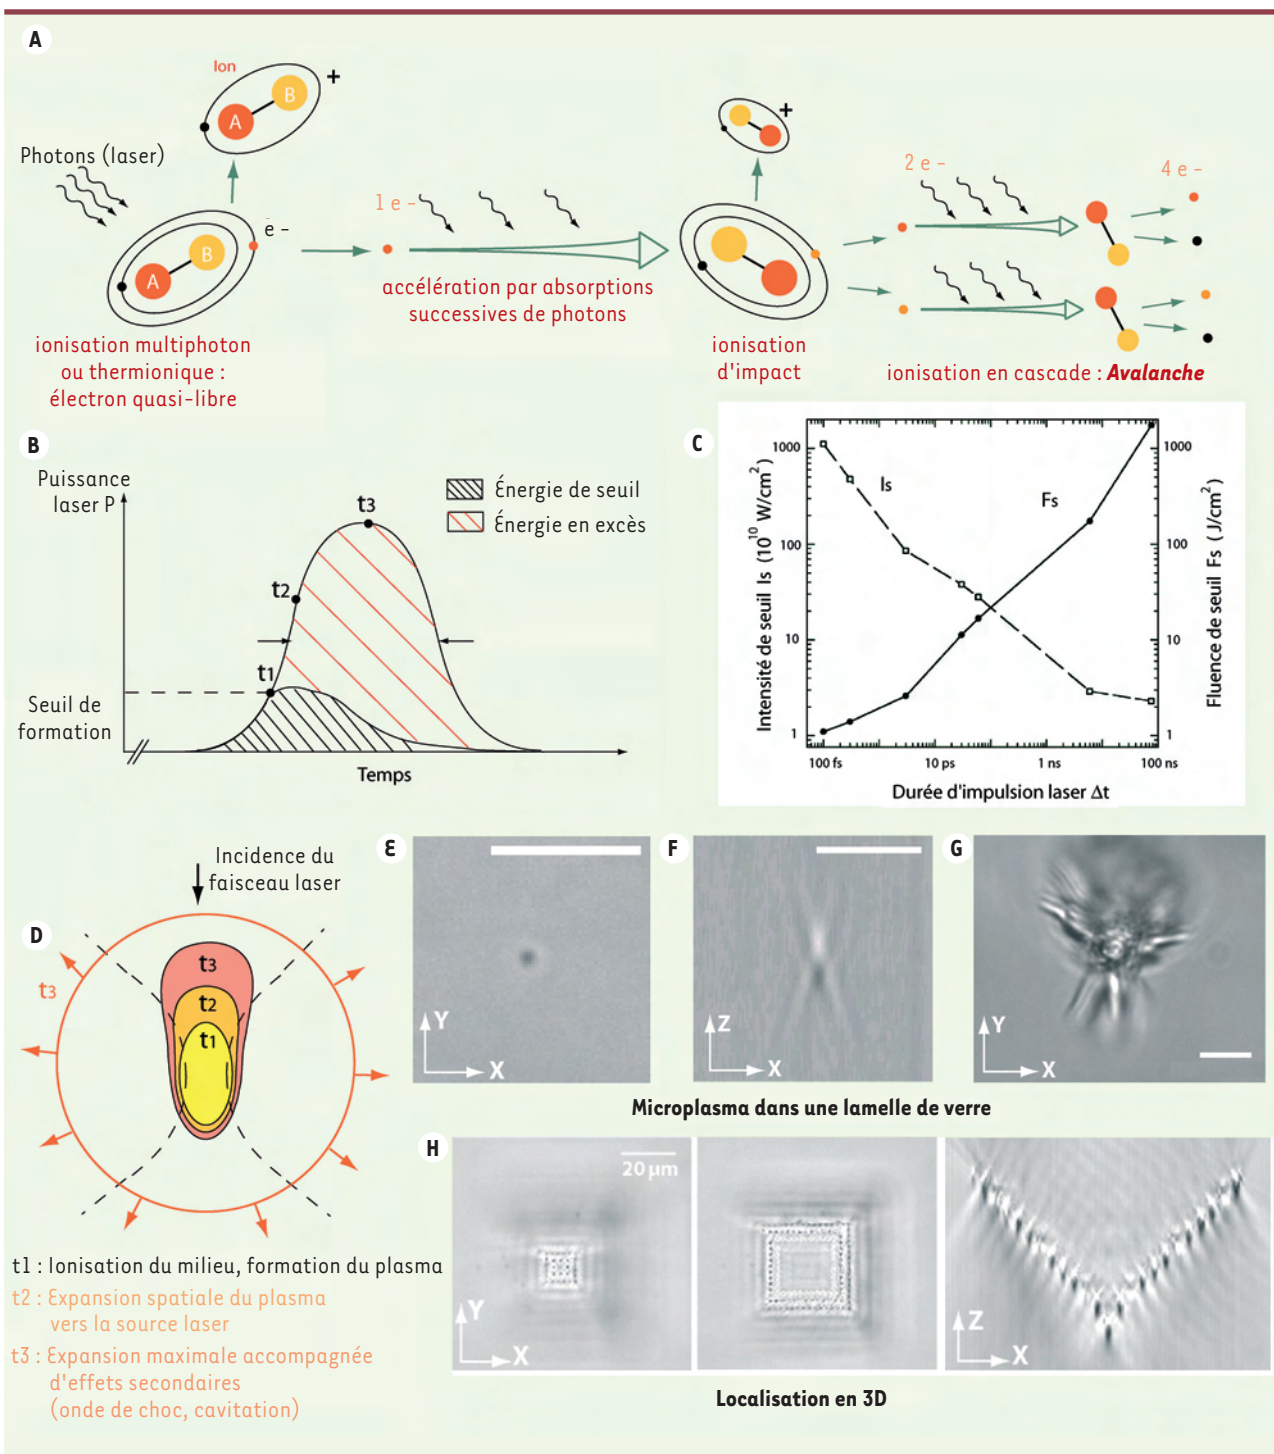 A
Ion
+
B
A
Photons (laser)
e -
B
A
1 e -
+
2 e -
4 e -
accélération par absorptions
successives de photons
ionisation multiphoton
ou thermionique :
électron quasi-libre
ionisation
d'impact
ionisation en cascade : Avalanche
B
Puissance
laser P
Énergie de seuil
Énergie en excès
t3
t2
t1
Seuil de
formation
Temps
C
Intensité de seuil Is (10^10 W/cm^2)
1000
100
10
1
Is
Fs
1000
100
10
1
Fluence de seuil Fs (J/cm^2)
100 fs
10 ps
1 ns
100 ns
Durée d'impulsion laser Δt
D
Incidence du
faisceau laser
t3
t3
t2
t1
t1 : Ionisation du milieu, formation du plasma
t2 : Expansion spatiale du plasma
vers la source laser
t3 : Expansion maximale accompagnée
d'effets secondaires
(onde de choc, cavitation)
E
Y
X
F
Z
X
G
Y
X
Microplasma dans une lamelle de verre
H
20 µm
Y
X
Z
X
Localisation en 3D